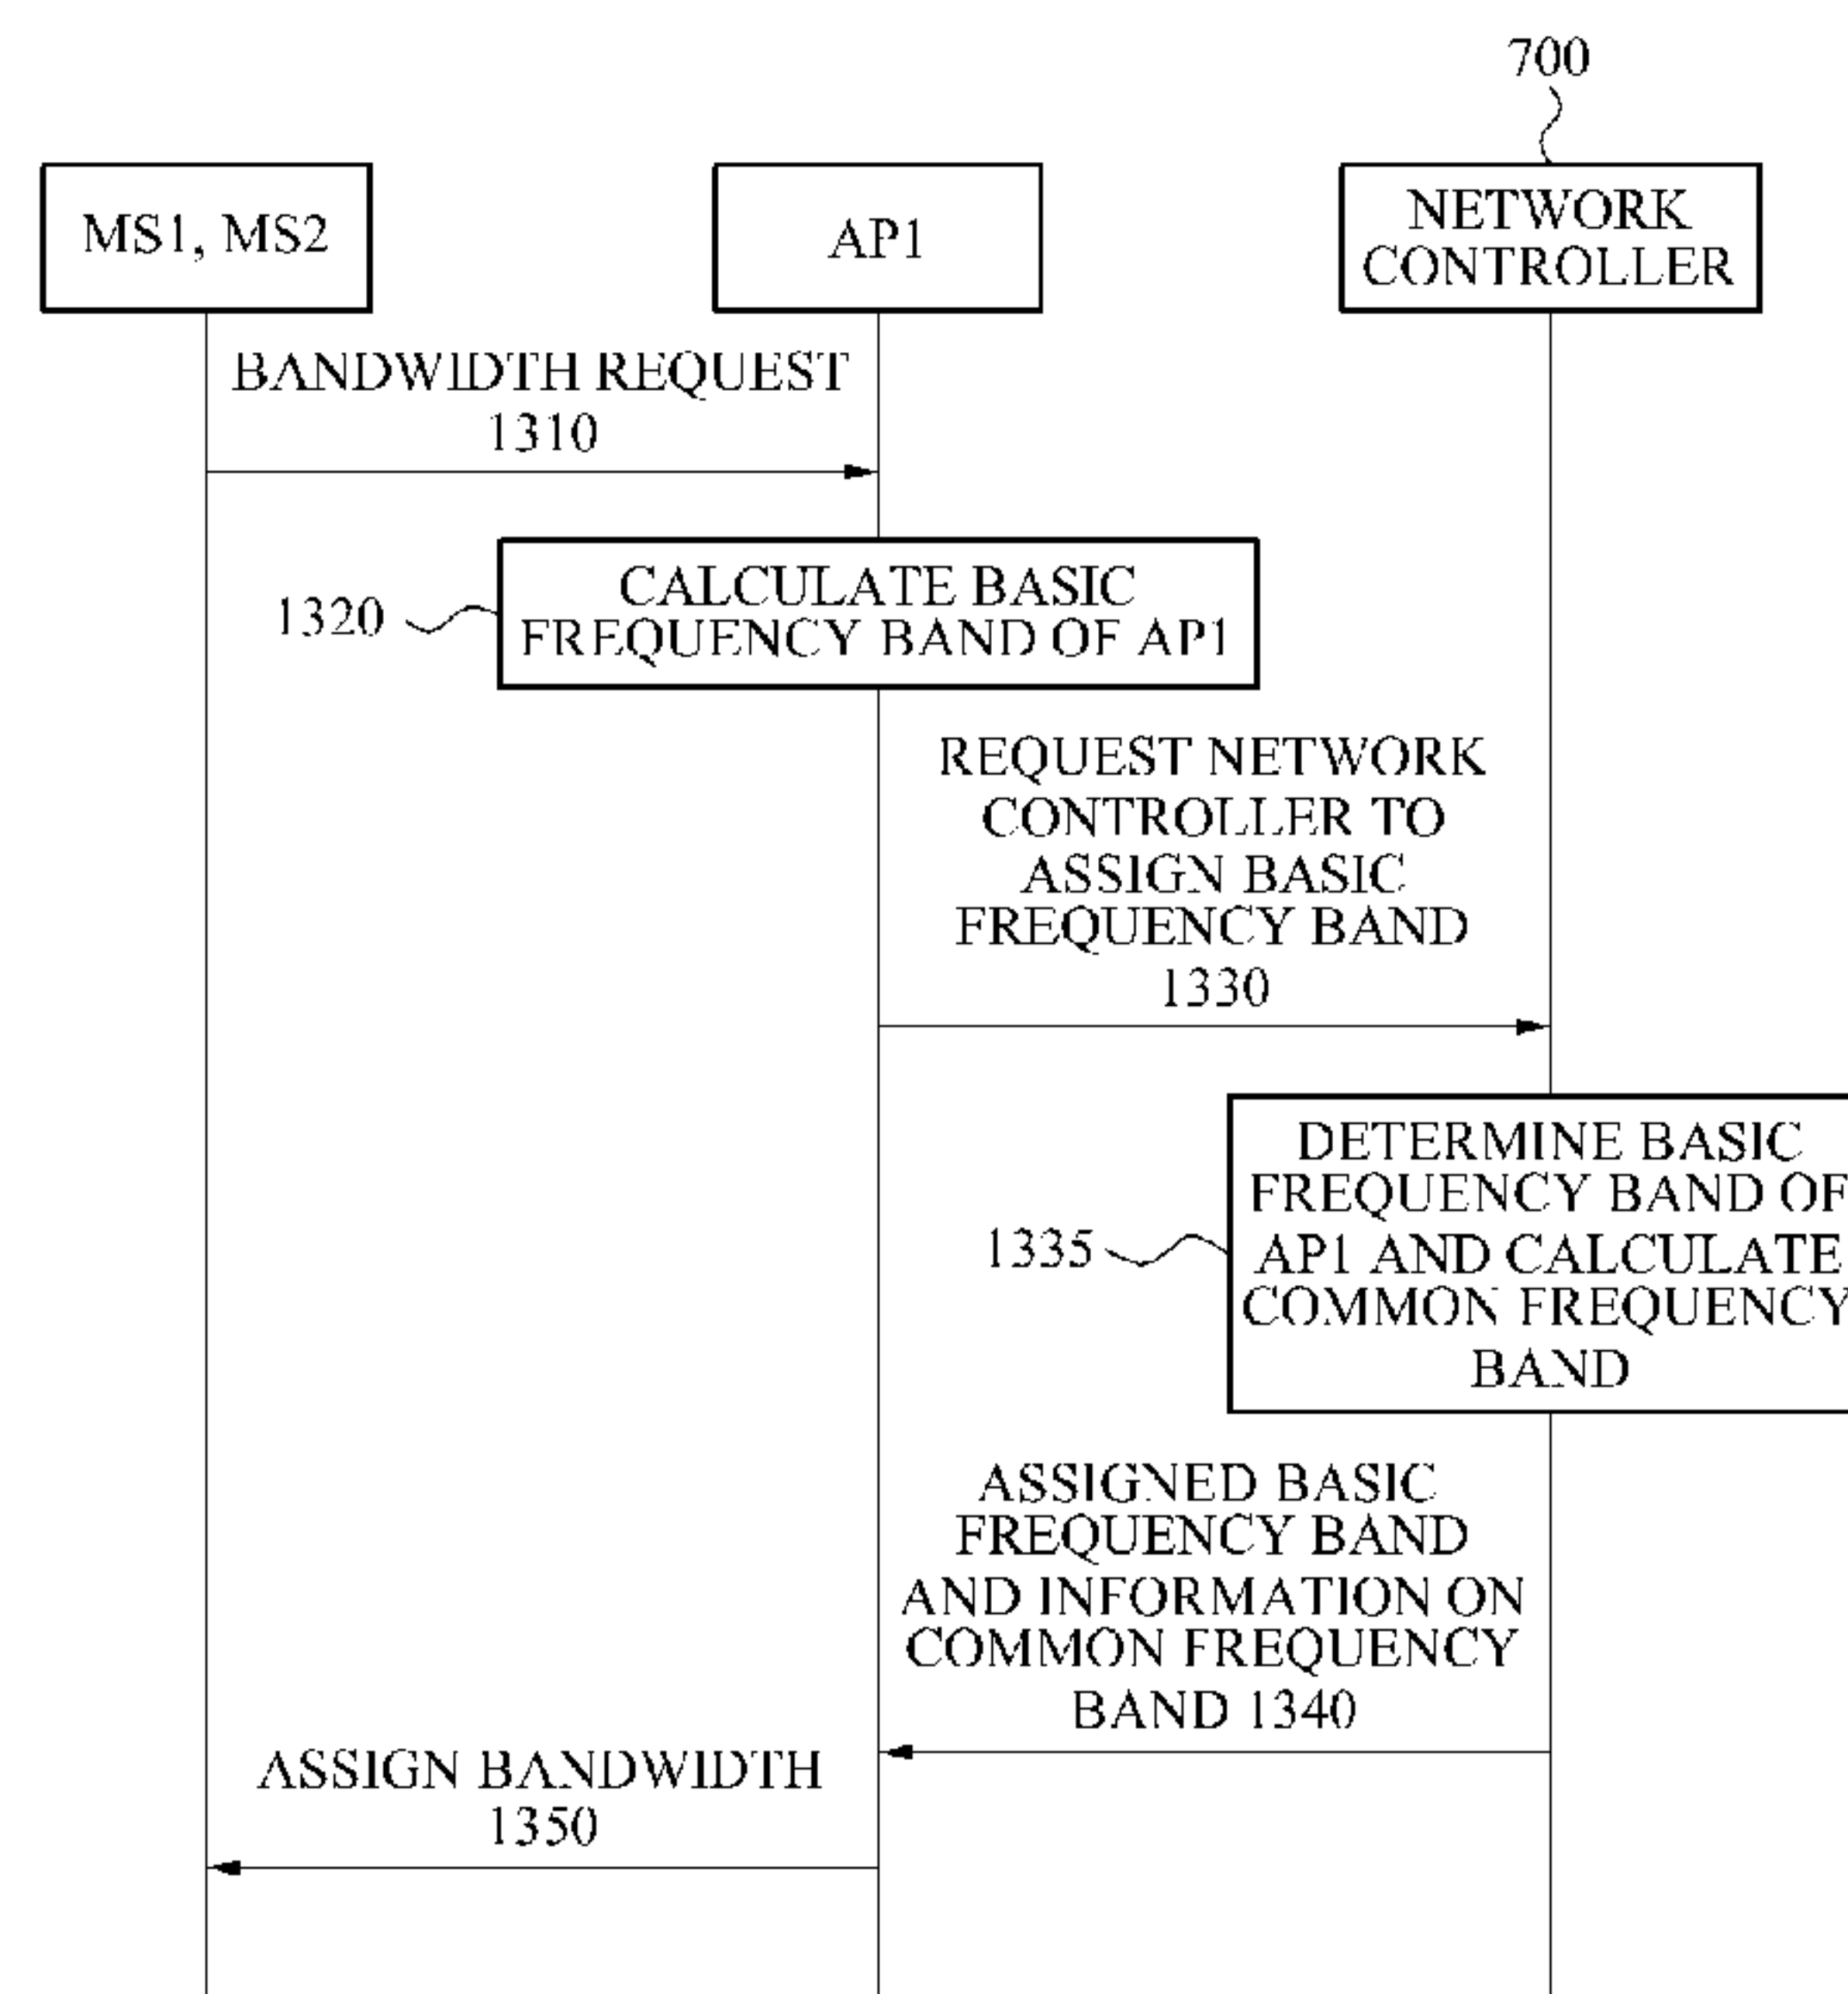 700
MS1, MS2
AP1
NETWORK
CONTROLLER
BANDWIDTH REQUEST
1310
1320
CALCULATE BASIC
FREQUENCY BAND OF AP1
REQUEST NETWORK
CONTROLLER TO
ASSIGN BASIC
FREQUENCY BAND
1330
1335
DETERMINE BASIC
FREQUENCY BAND OF
AP1 AND CALCULATE
COMMON FREQUENCY
BAND
ASSIGNED BASIC
FREQUENCY BAND
AND INFORMATION ON
COMMON FREQUENCY
BAND 1340
ASSIGN BANDWIDTH
1350